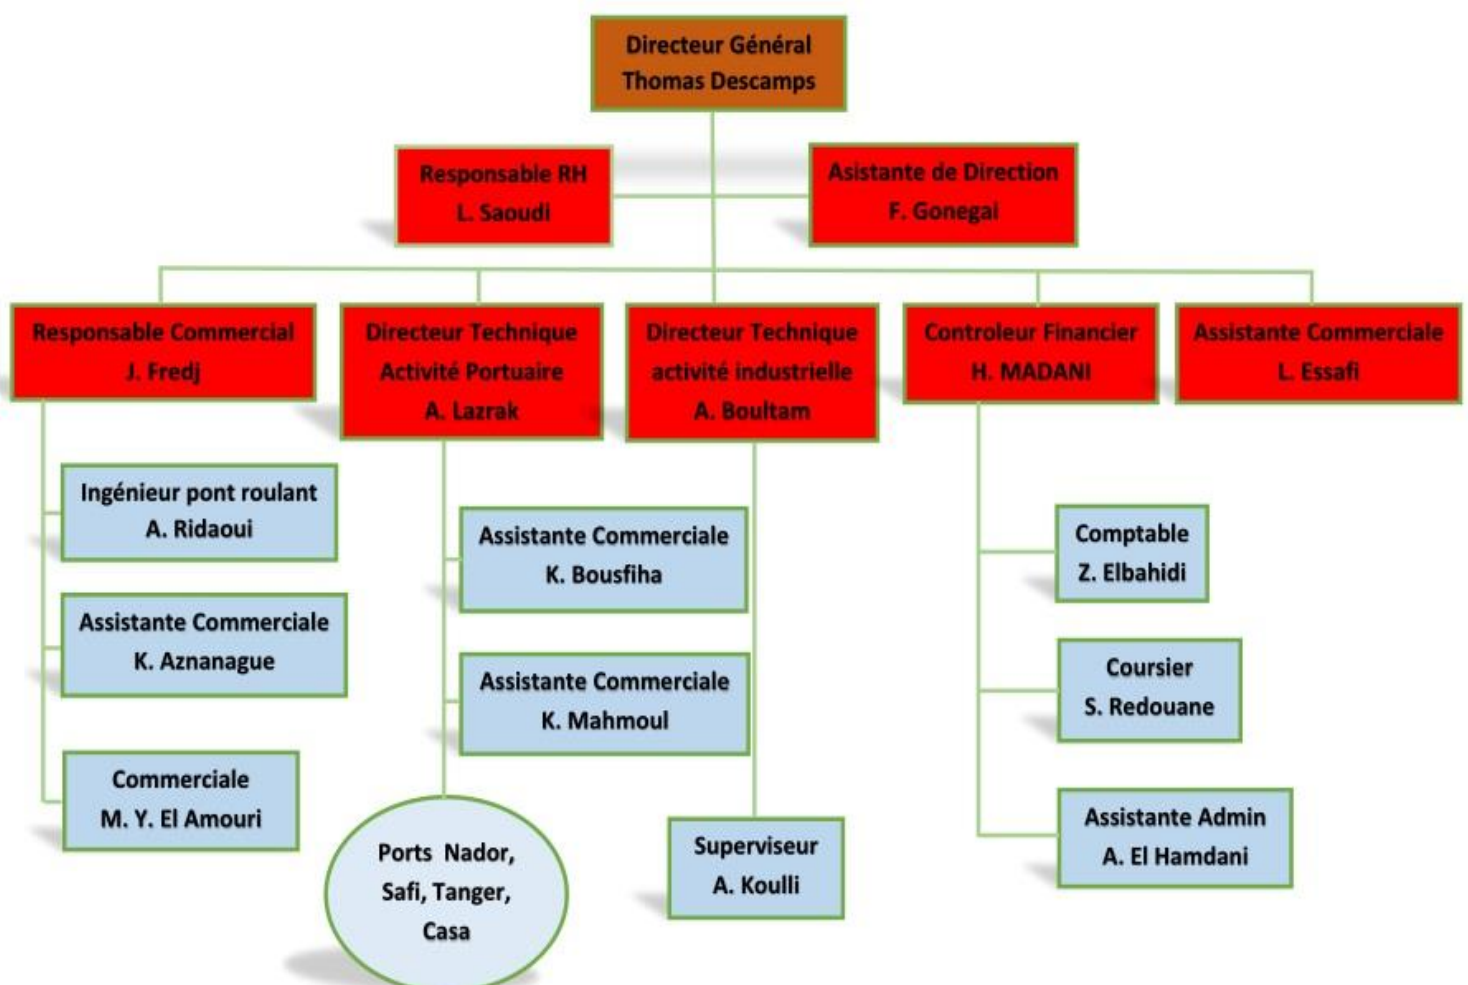 Directeur Général
Thomas Descamps
Responsable RH
L. Saoudi
Asistante de Direction
F. Gonegai
Responsable Commercial
J. Fredj
Directeur Technique
Activité Portuaire
A. Lazrak
Directeur Technique
activité industrielle
A. Boultam
Controleur Financier
H. MADANI
Assistante Commerciale
L. Essafi
Ingénieur pont roulant
A. Ridaoui
Assistante Commerciale
K. Aznanague
Commerciale
M. Y. El Amouri
Assistante Commerciale
K. Bousfiha
Assistante Commerciale
K. Mahmoul
Ports Nador,
Safi, Tanger,
Casa
Superviseur
A. Koulli
Comptable
Z. Elbahidi
Coursier
S. Redouane
Assistante Admin
A. El Hamdani